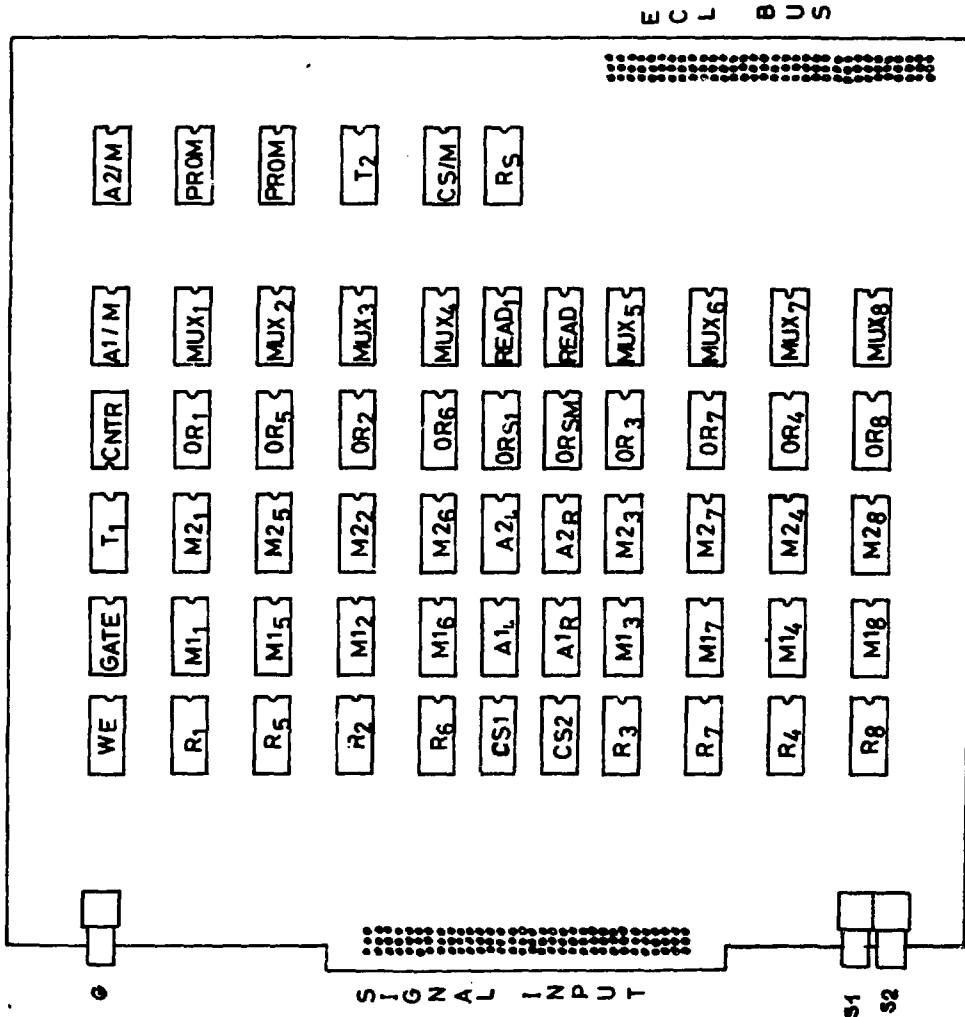 G
WE GATE T1 CNTR A1/M A2/M
R1 M11 M21 OR1 MUX1 PROM
R5 M15 M25 OR5 MUX2 PROM
R2 M12 M22 OR2 MUX3 T2
R6 M16 M26 OR6 MUX4 CS/M
CS1 A1L A2L ORS1 READ1 RS
CS2 A1R A2R ORSM READ
R3 M13 M23 OR3 MUX5
R7 M17 M27 OR7 MUX6
R4 M14 M24 OR4 MUX7
R8 M18 M28 OR8 MUX8
SIGNAL INPUT
ECL BUS
S1
S2